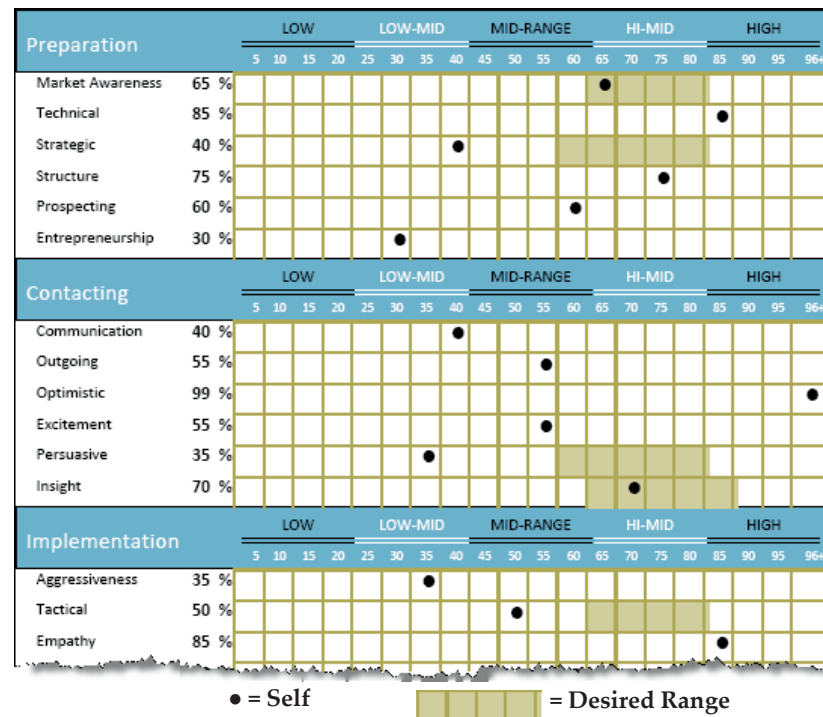 LOW LOW-MID MID-RANGE HI-MID HIGH
Preparation
5 10 15 20 25 30 35 40 45 50 55 60 65 70 75 80 85 90 95 96+
Market Awareness 65 %
Technical 85 %
Strategic 40 %
Structure 75 %
Prospecting 60 %
Entrepreneurship 30 %
LOW LOW-MID MID-RANGE HI-MID HIGH
Contacting
5 10 15 20 25 30 35 40 45 50 55 60 65 70 75 80 85 90 95 96+
Communication 40 %
Outgoing 55 %
Optimistic 99 %
Excitement 55 %
Persuasive 35 %
Insight 70 %
LOW LOW-MID MID-RANGE HI-MID HIGH
Implementation
5 10 15 20 25 30 35 40 45 50 55 60 65 70 75 80 85 90 95 96+
Aggressiveness 35 %
Tactical 50 %
Empathy 85 %
● = Self = Desired Range